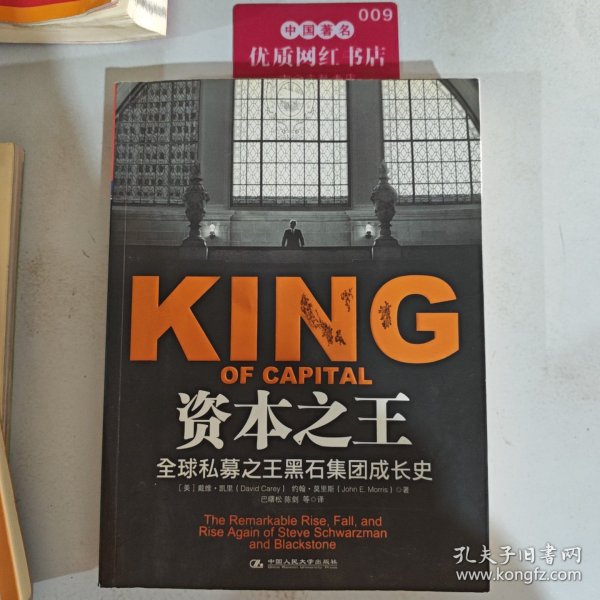 009
中国著名
优质网红书店
KING
OF CAPITAL
资本之王
全球私募之王黑石集团成长史
［美］戴维·凯里（David Carey） 约翰·莫里斯（John E. Morris）◇著
巴曙松 陈剑 等◇译
The Remarkable Rise, Fall, and
Rise Again of Steve Schwarzman
and Blackstone
中国人民大学出版社
China Renmin University Press
孔夫子旧书网
www.kongfz.com